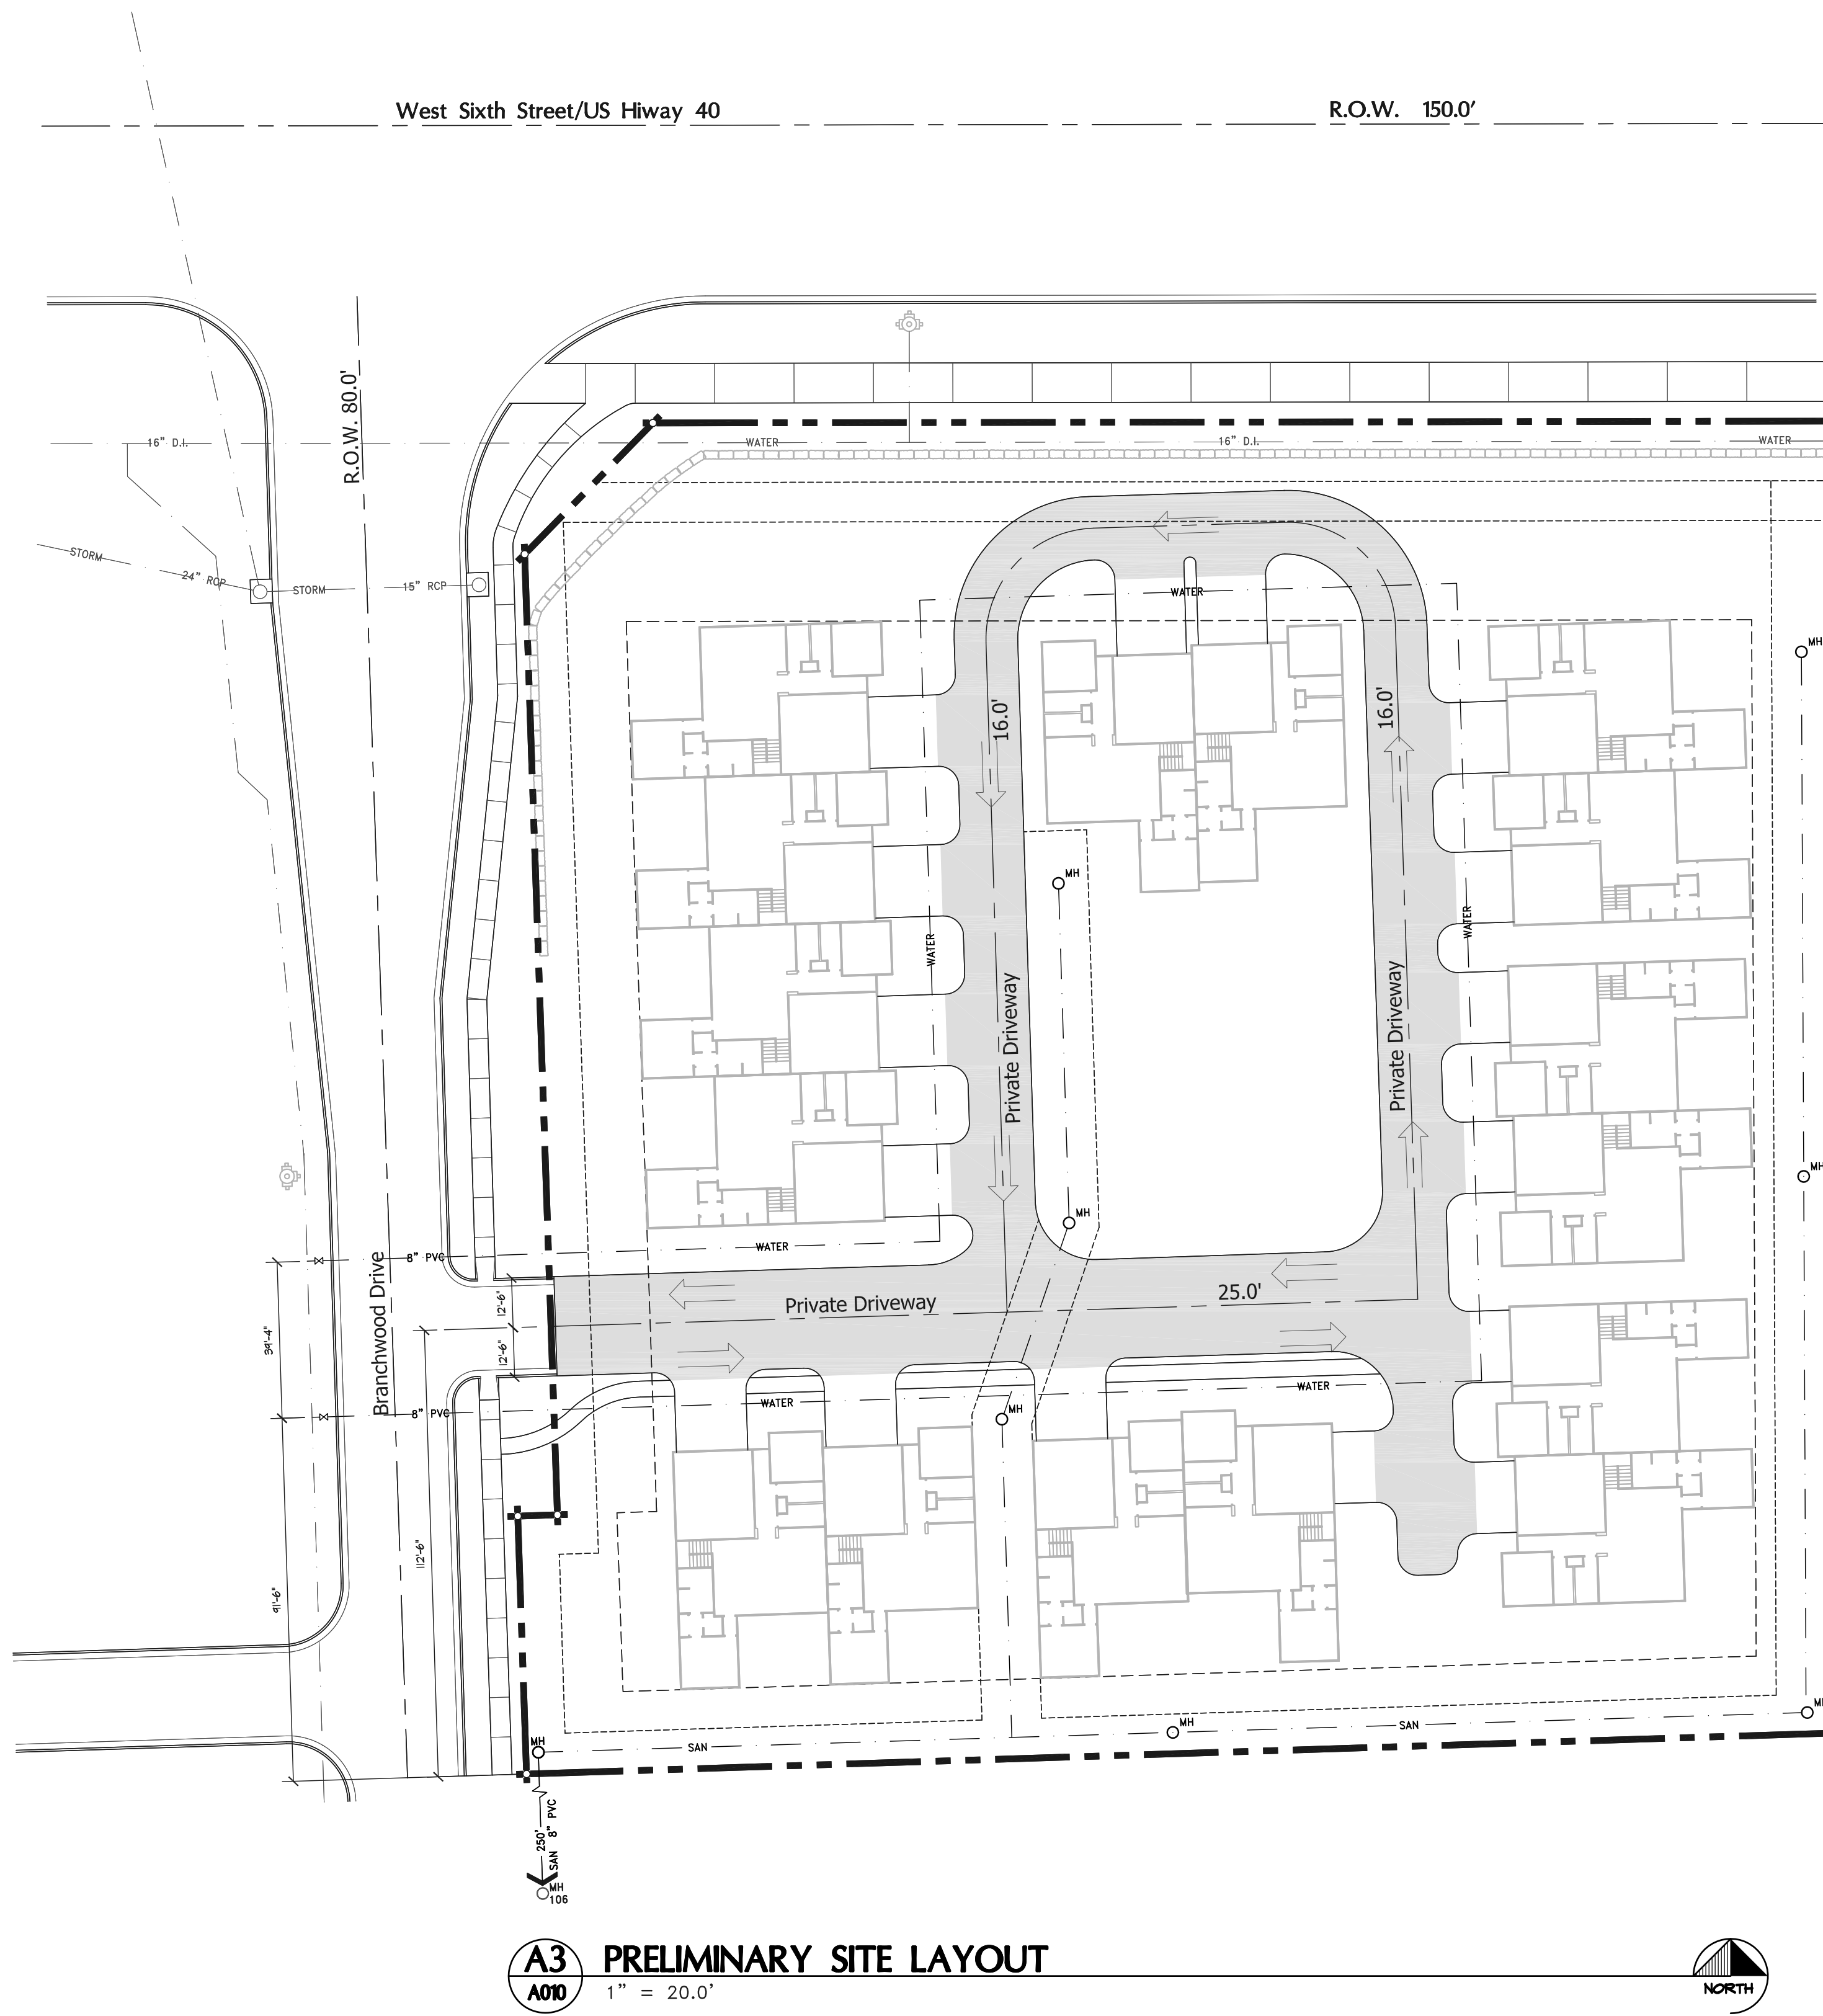 West Sixth Street/US Hiway 40
R.O.W. 150.0'
R.O.W. 80.0'
16" D.I.
WATER
16" D.I.
WATER
STORM
24" RCP
STORM
15" RCP
WATER
MH
16.0'
16.0'
MH
WATER
WATER
Private Driveway
Private Driveway
MH
MH
WATER
8" PVC
Branchwood Drive
12'-6"
39'-4"
12'-6"
Private Driveway
25.0'
WATER
WATER
8" PVC
MH
112'-6"
91'-6"
MH
MH
MH
SAN
SAN
250'
SAN 8" PVC
MH
106
A3
A010
PRELIMINARY SITE LAYOUT
1" = 20.0'
NORTH